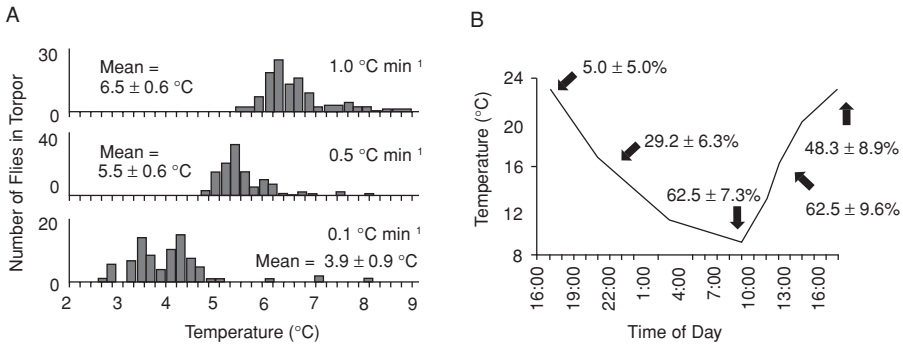 A
Number of Flies in Torpor
30
0
Mean =
6.5 ± 0.6 °C
1.0 °C min ¹
40
0
Mean =
5.5 ± 0.6 °C
0.5 °C min ¹
20
0
0.1 °C min ¹
Mean = 3.9 ± 0.9 °C
2 3 4 5 6 7 8 9
Temperature (°C)
B
Temperature (°C)
24
20
16
12
8
5.0 ± 5.0%
29.2 ± 6.3%
62.5 ± 7.3%
48.3 ± 8.9%
62.5 ± 9.6%
16:00 19:00 22:00 1:00 4:00 7:00 10:00 13:00 16:00
Time of Day